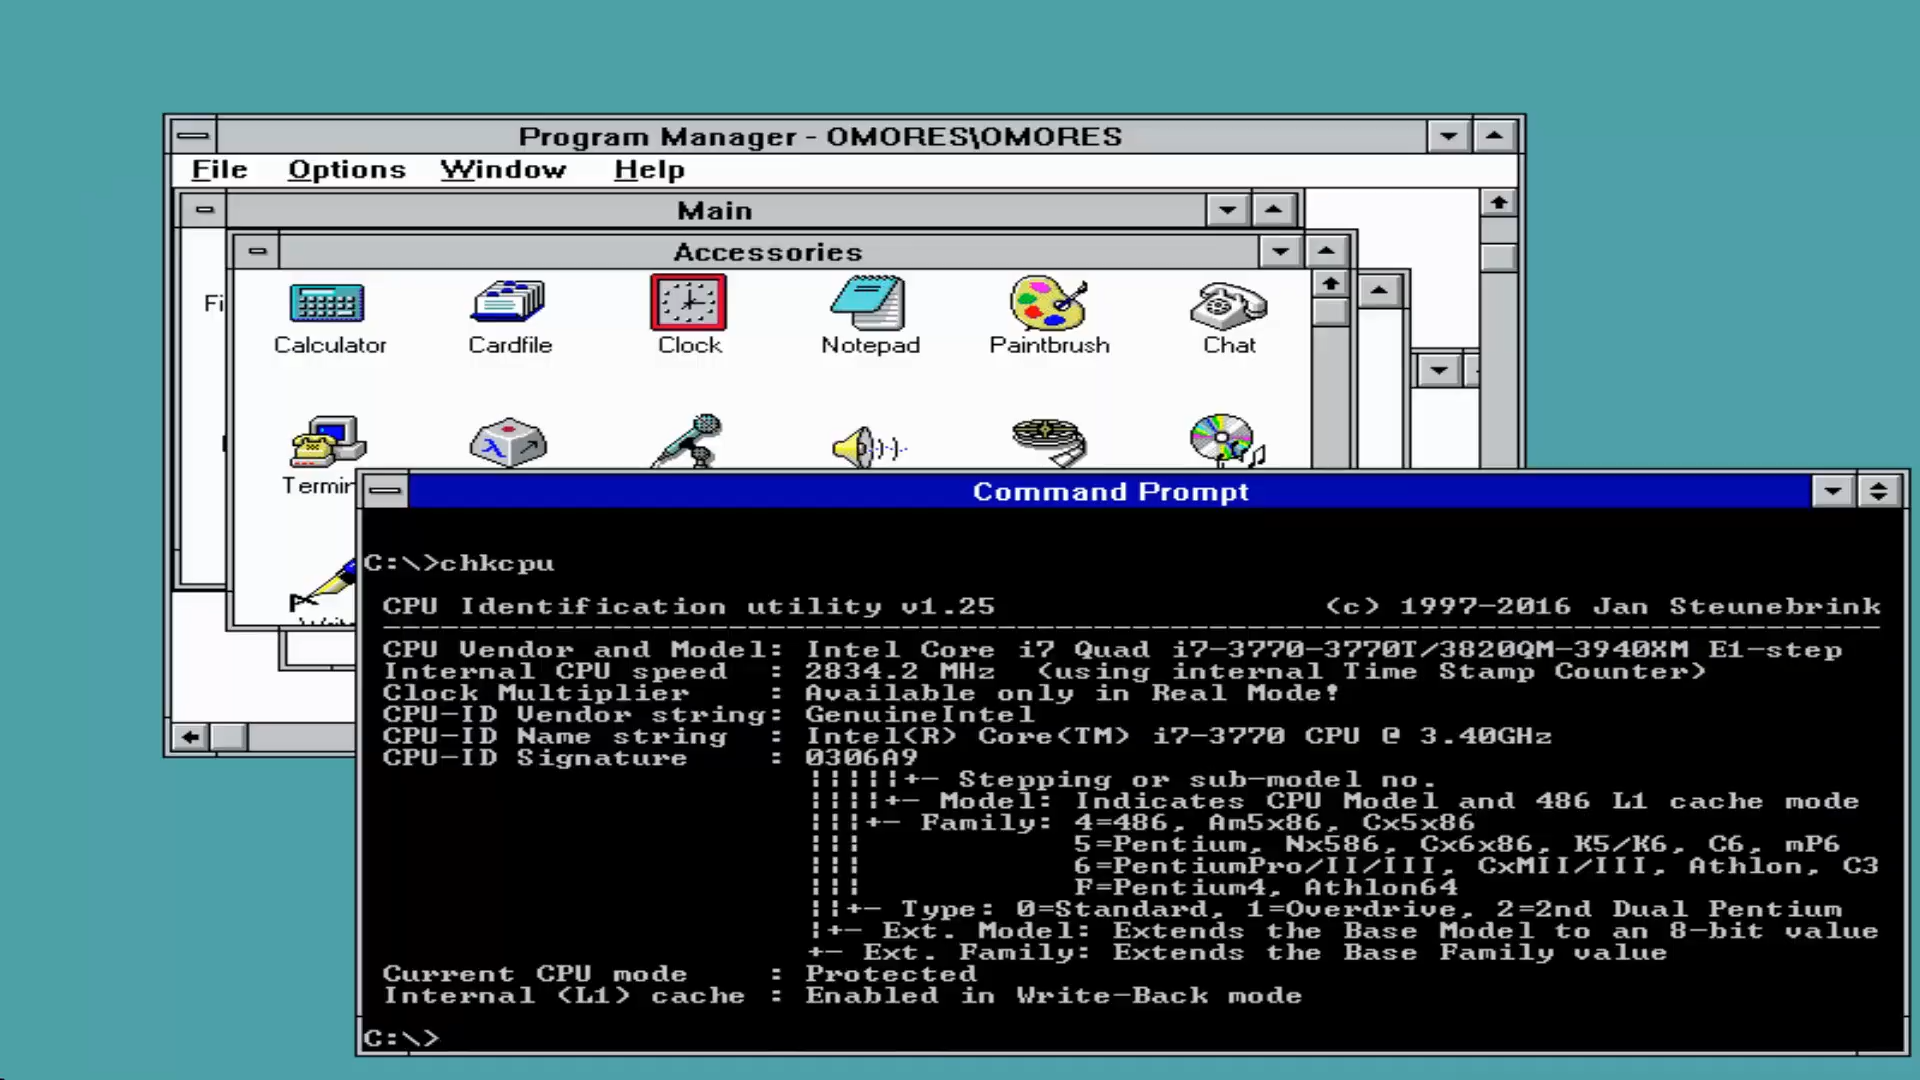 Program Manager - OMORES\OMORES
File Options Window Help
Main
Accessories
Fi
Calculator Cardfile Clock Notepad Paintbrush Chat
Termin
Command Prompt
C:\>chkcpu
CPU Identification utility v1.25 (c) 1997-2016 Jan Steunebrink
CPU Vendor and Model: Intel Core i7 Quad i7-3770-3770T/3820QM-3940XM E1-step
Internal CPU speed : 2834.2 MHz (using internal Time Stamp Counter)
Clock Multiplier : Available only in Real Mode!
CPU-ID Vendor string: GenuineIntel
CPU-ID Name string : Intel(R) Core(TM) i7-3770 CPU @ 3.40GHz
CPU-ID Signature : 0306A9
|||||+- Stepping or sub-model no.
||||+- Model: Indicates CPU Model and 486 L1 cache mode
|||+- Family: 4=486, Am5x86, Cx5x86
||| 5=Pentium, Nx586, Cx6x86, K5/K6, C6, mP6
||| 6=PentiumPro/II/III, CxMII/III, Athlon, C3
||| F=Pentium4, Athlon64
||+- Type: 0=Standard, 1=Overdrive, 2=2nd Dual Pentium
|+- Ext. Model: Extends the Base Model to an 8-bit value
+- Ext. Family: Extends the Base Family value
Current CPU mode : Protected
Internal (L1) cache : Enabled in Write-Back mode
C:\>